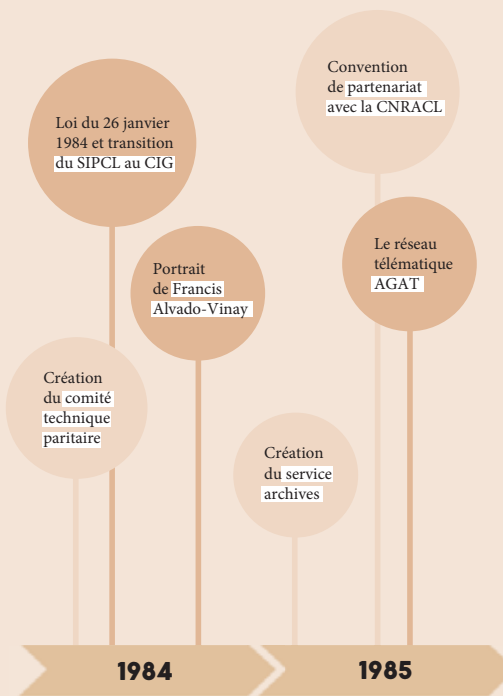 Convention
de partenariat
avec la CNRACL
Loi du 26 janvier
1984 et transition
du SIPCL au CIG
Le réseau
télématique
AGAT
Portrait
de Francis
Alvado-Vinay
Création
du comité
technique
paritaire
Création
du service
archives
1984
1985